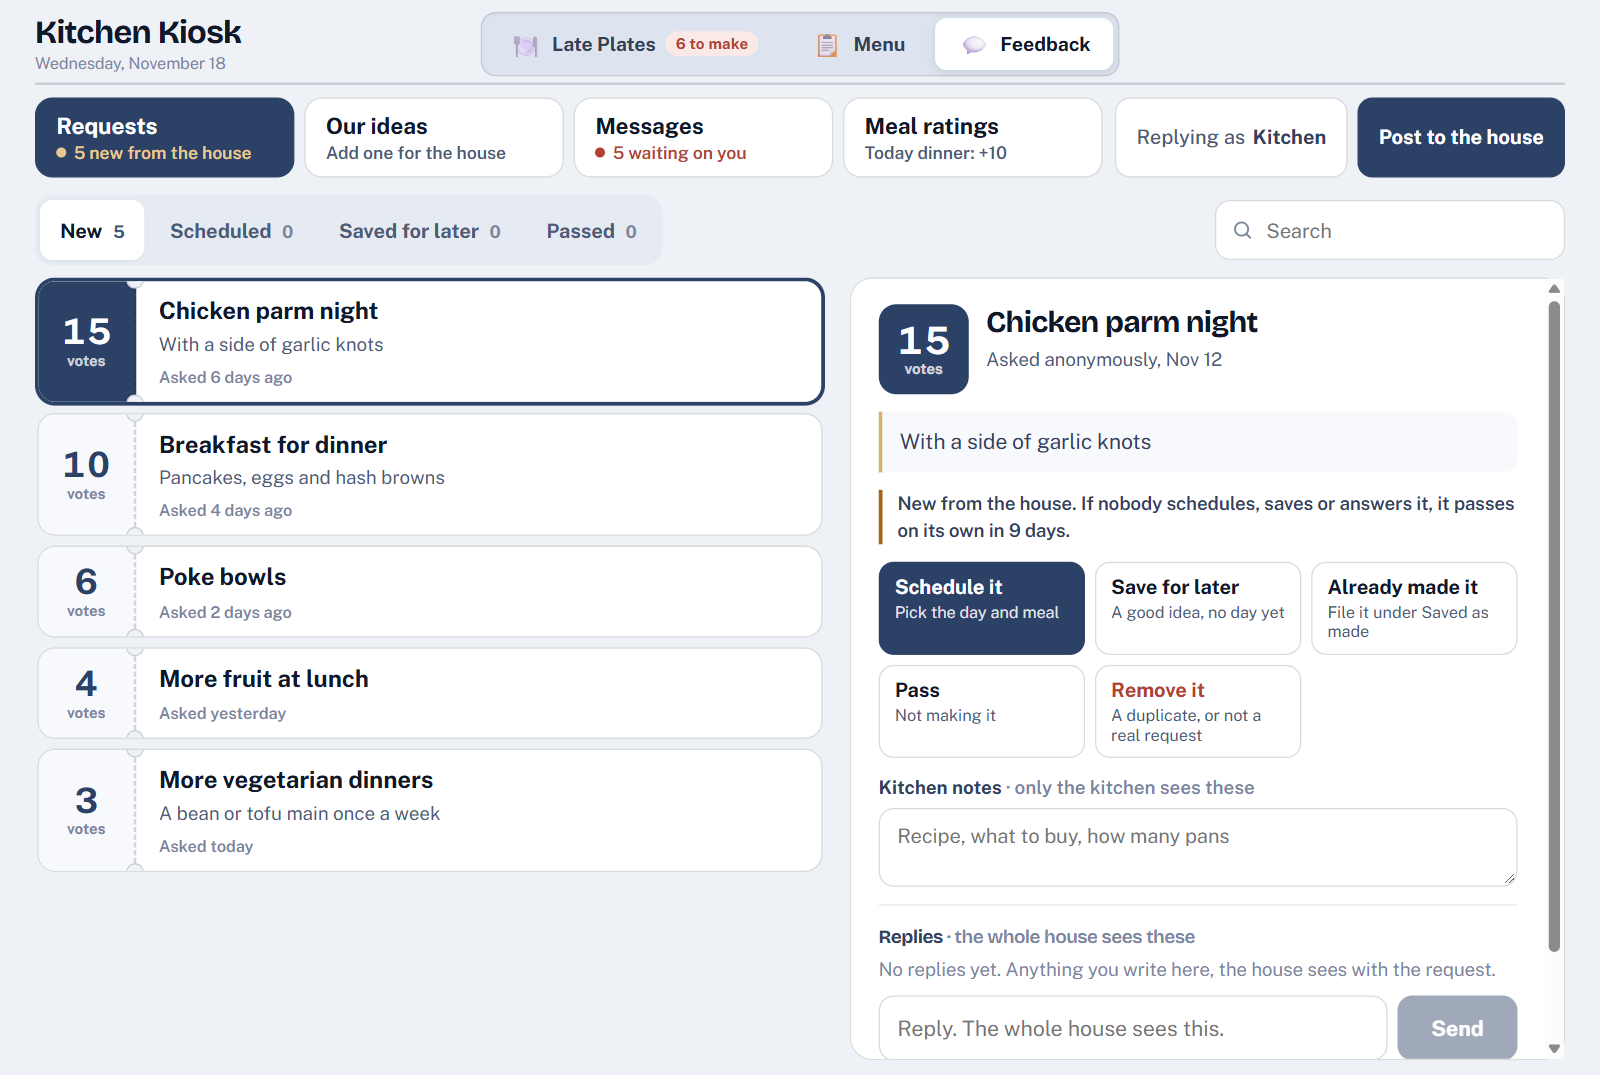 Kitchen Kiosk
Wednesday, November 18
Late Plates 6 to make
Menu
Feedback
Requests
5 new from the house
Our ideas
Add one for the house
Messages
5 waiting on you
Meal ratings
Today dinner: +10
Replying as Kitchen
Post to the house
New 5
Scheduled 0
Saved for later 0
Passed 0
Search
15
votes
Chicken parm night
With a side of garlic knots
Asked 6 days ago
10
votes
Breakfast for dinner
Pancakes, eggs and hash browns
Asked 4 days ago
6
votes
Poke bowls
Asked 2 days ago
4
votes
More fruit at lunch
Asked yesterday
3
votes
More vegetarian dinners
A bean or tofu main once a week
Asked today
15
votes
Chicken parm night
Asked anonymously, Nov 12
With a side of garlic knots
New from the house. If nobody schedules, saves or answers it, it passes
on its own in 9 days.
Schedule it
Pick the day and meal
Save for later
A good idea, no day yet
Already made it
File it under Saved as
made
Pass
Not making it
Remove it
A duplicate, or not a
real request
Kitchen notes · only the kitchen sees these
Recipe, what to buy, how many pans
Replies · the whole house sees these
No replies yet. Anything you write here, the house sees with the request.
Reply. The whole house sees this.
Send